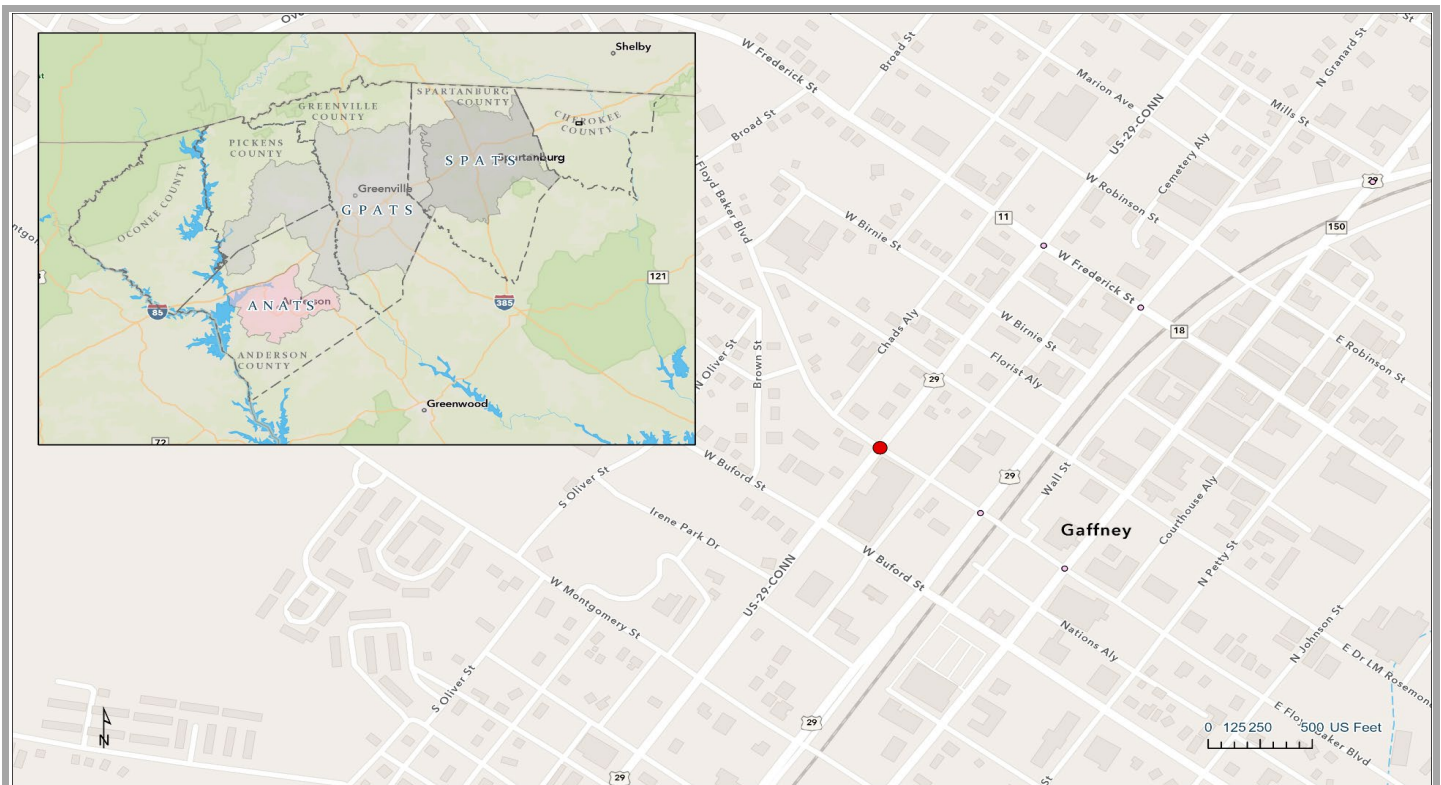 Shelby
SPARTANBURG
COUNTY
GREENVILLE
COUNTY
CHEROKEE
COUNTY
PICKENS
COUNTY
SPATS
Greenville
GPATS
OCONEE COUNTY
121
ANATS
85
385
ANDERSON
COUNTY
Greenwood
72
W Frederick St
Broad St
Marion Ave
N Granard St
Mills St
US-29-CONN
Broad St
Cemetery Aly
Floyd Baker Blvd
W Robinson St
29
W Birnie St
11
150
W Frederick St
Chads Aly
W Birnie St
18
Florist Aly
E Robinson St
N Oliver St
Brown St
29
W Buford St
29
Wall St
S Oliver St
Courthouse Aly
Irene Park Dr
Gaffney
W Buford St
N Petty St
US-29-CONN
W Montgomery St
Nations Aly
N Johnson St
S Oliver St
E Dr LM Rosemon
E Floyd Baker Blvd
N
29
0 125 250 500 US Feet
29
St